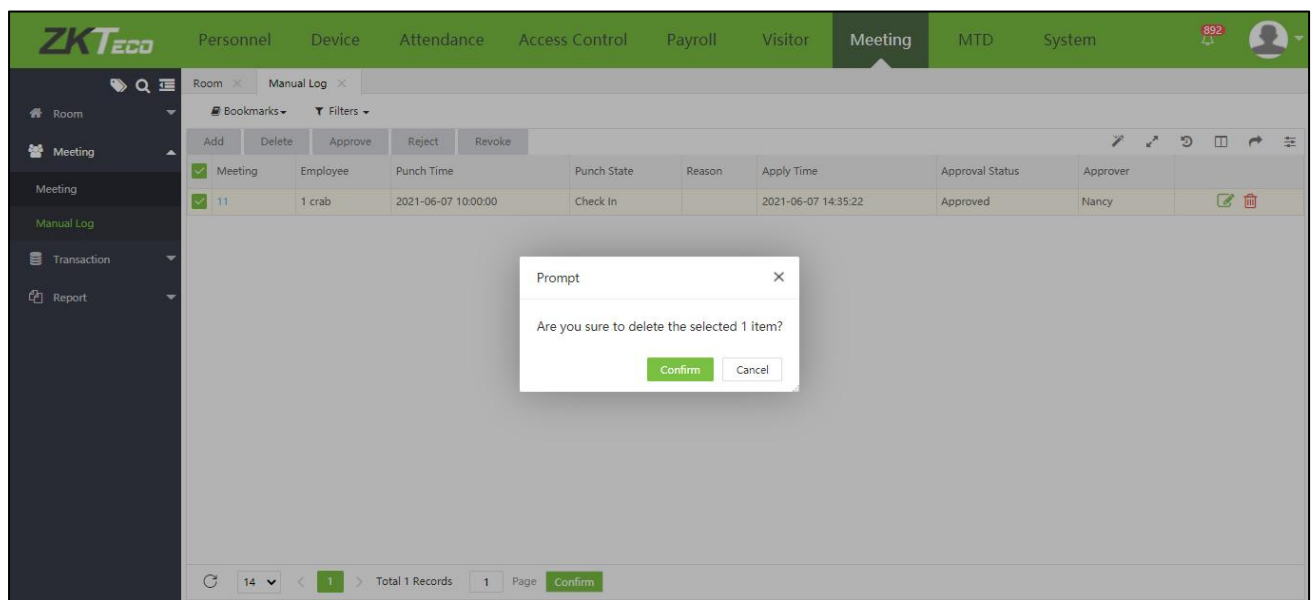 ZKTeco Personnel Device Attendance Access Control Payroll Visitor Meeting MTD System 892
Room Manual Log
Room
Bookmarks Filters
Add Delete Approve Reject Revoke
Meeting
Meeting Employee Punch Time Punch State Reason Apply Time Approval Status Approver
Meeting
11 1 crab 2021-06-07 10:00:00 Check In 2021-06-07 14:35:22 Approved Nancy
Manual Log
Transaction
Prompt
Report
Are you sure to delete the selected 1 item?
Confirm Cancel
14 1 Total 1 Records 1 Page Confirm